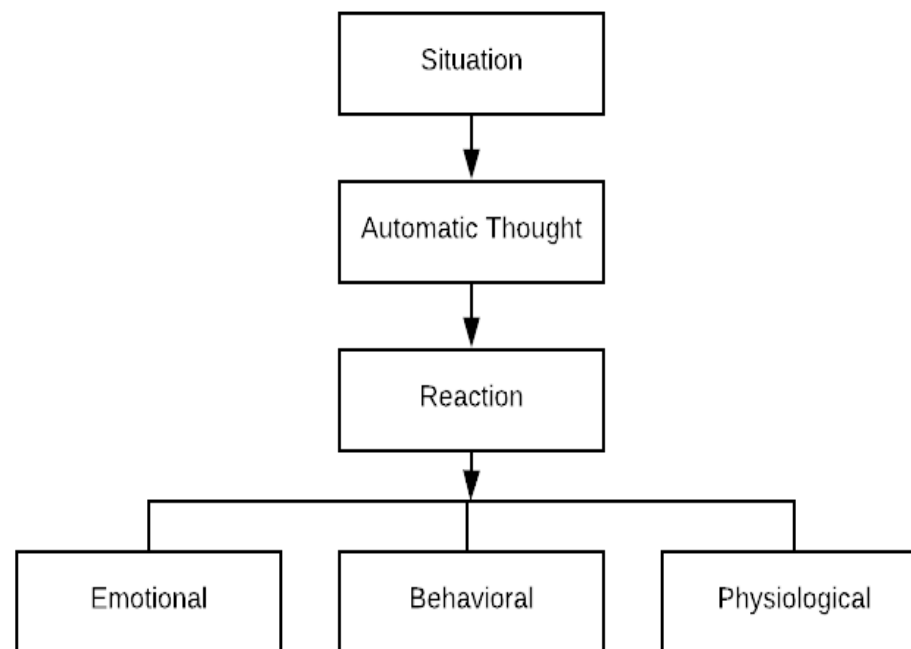 Situation
Automatic Thought
Reaction
Emotional
Behavioral
Physiological